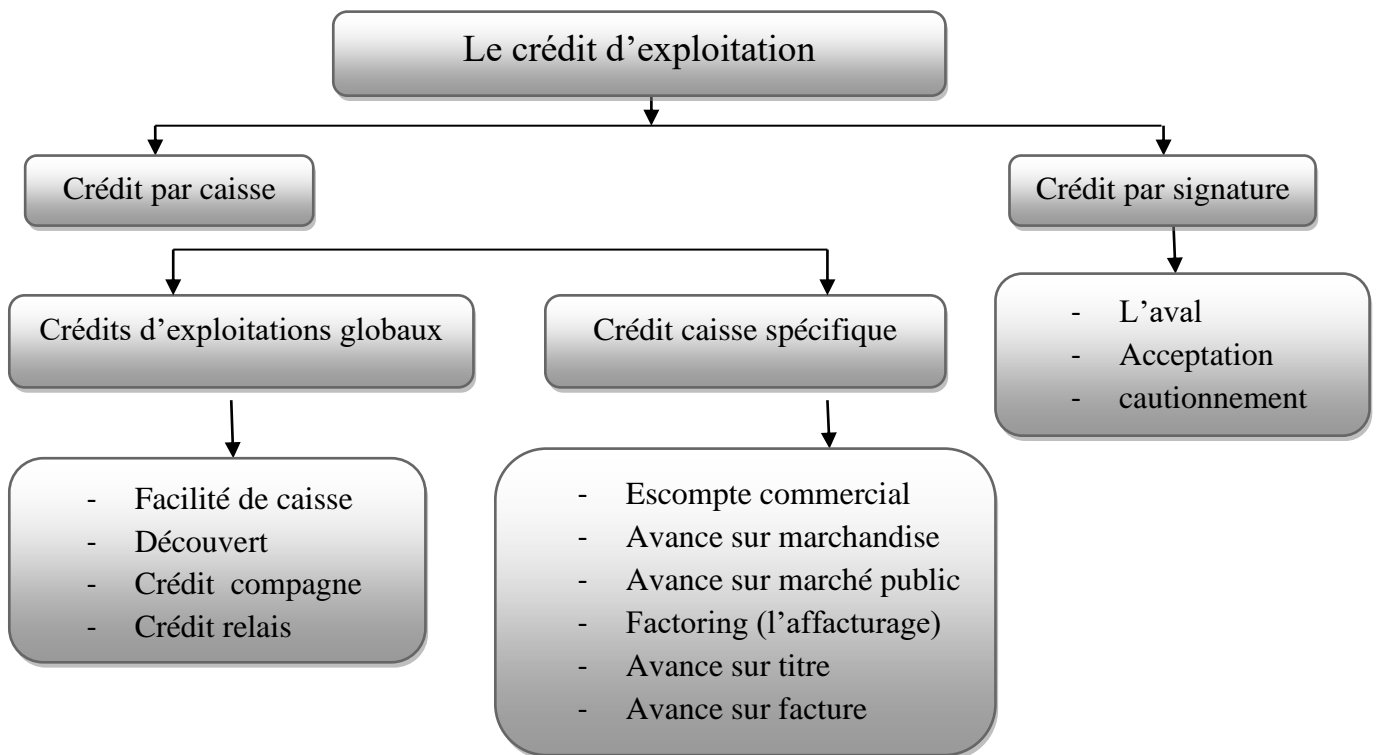 Le crédit d’exploitation
Crédit par caisse
Crédit par signature
Crédits d’exploitations globaux
Crédit caisse spécifique
- L’aval
- Acceptation
- cautionnement
- Facilité de caisse
- Découvert
- Crédit compagne
- Crédit relais
- Escompte commercial
- Avance sur marchandise
- Avance sur marché public
- Factoring (l’affacturage)
- Avance sur titre
- Avance sur facture